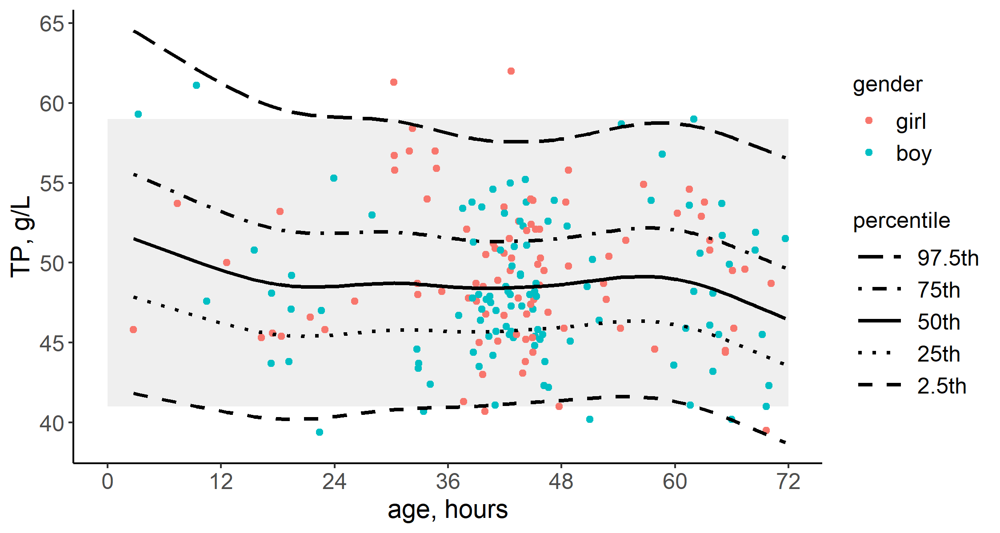 65
60
55
50
45
40
TP, g/L
0 12 24 36 48 60 72
age, hours
gender
girl
boy
percentile
97.5th
75th
50th
25th
2.5th